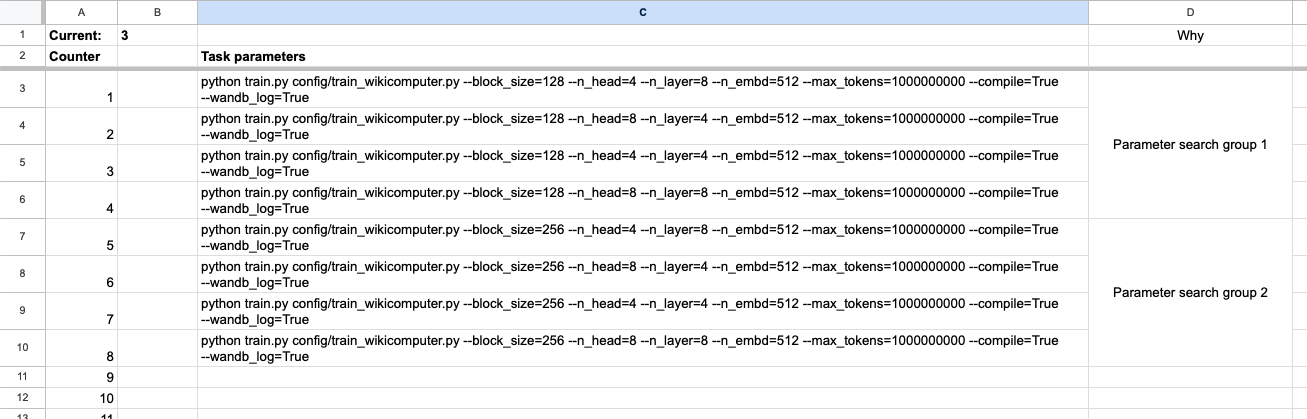 A B C D
1 Current: 3 Why
2 Counter Task parameters
3 python train.py config/train_wikicomputer.py --block_size=128 --n_head=4 --n_layer=8 --n_embd=512 --max_tokens=1000000000 --compile=True
1 --wandb_log=True
4 python train.py config/train_wikicomputer.py --block_size=128 --n_head=8 --n_layer=4 --n_embd=512 --max_tokens=1000000000 --compile=True
2 --wandb_log=True
Parameter search group 1
5 python train.py config/train_wikicomputer.py --block_size=128 --n_head=4 --n_layer=4 --n_embd=512 --max_tokens=1000000000 --compile=True
3 --wandb_log=True
6 python train.py config/train_wikicomputer.py --block_size=128 --n_head=8 --n_layer=8 --n_embd=512 --max_tokens=1000000000 --compile=True
4 --wandb_log=True
7 python train.py config/train_wikicomputer.py --block_size=256 --n_head=4 --n_layer=8 --n_embd=512 --max_tokens=1000000000 --compile=True
5 --wandb_log=True
8 python train.py config/train_wikicomputer.py --block_size=256 --n_head=8 --n_layer=4 --n_embd=512 --max_tokens=1000000000 --compile=True
6 --wandb_log=True
Parameter search group 2
9 python train.py config/train_wikicomputer.py --block_size=256 --n_head=4 --n_layer=4 --n_embd=512 --max_tokens=1000000000 --compile=True
7 --wandb_log=True
10 python train.py config/train_wikicomputer.py --block_size=256 --n_head=8 --n_layer=8 --n_embd=512 --max_tokens=1000000000 --compile=True
8 --wandb_log=True
11 9
12 10
13 11